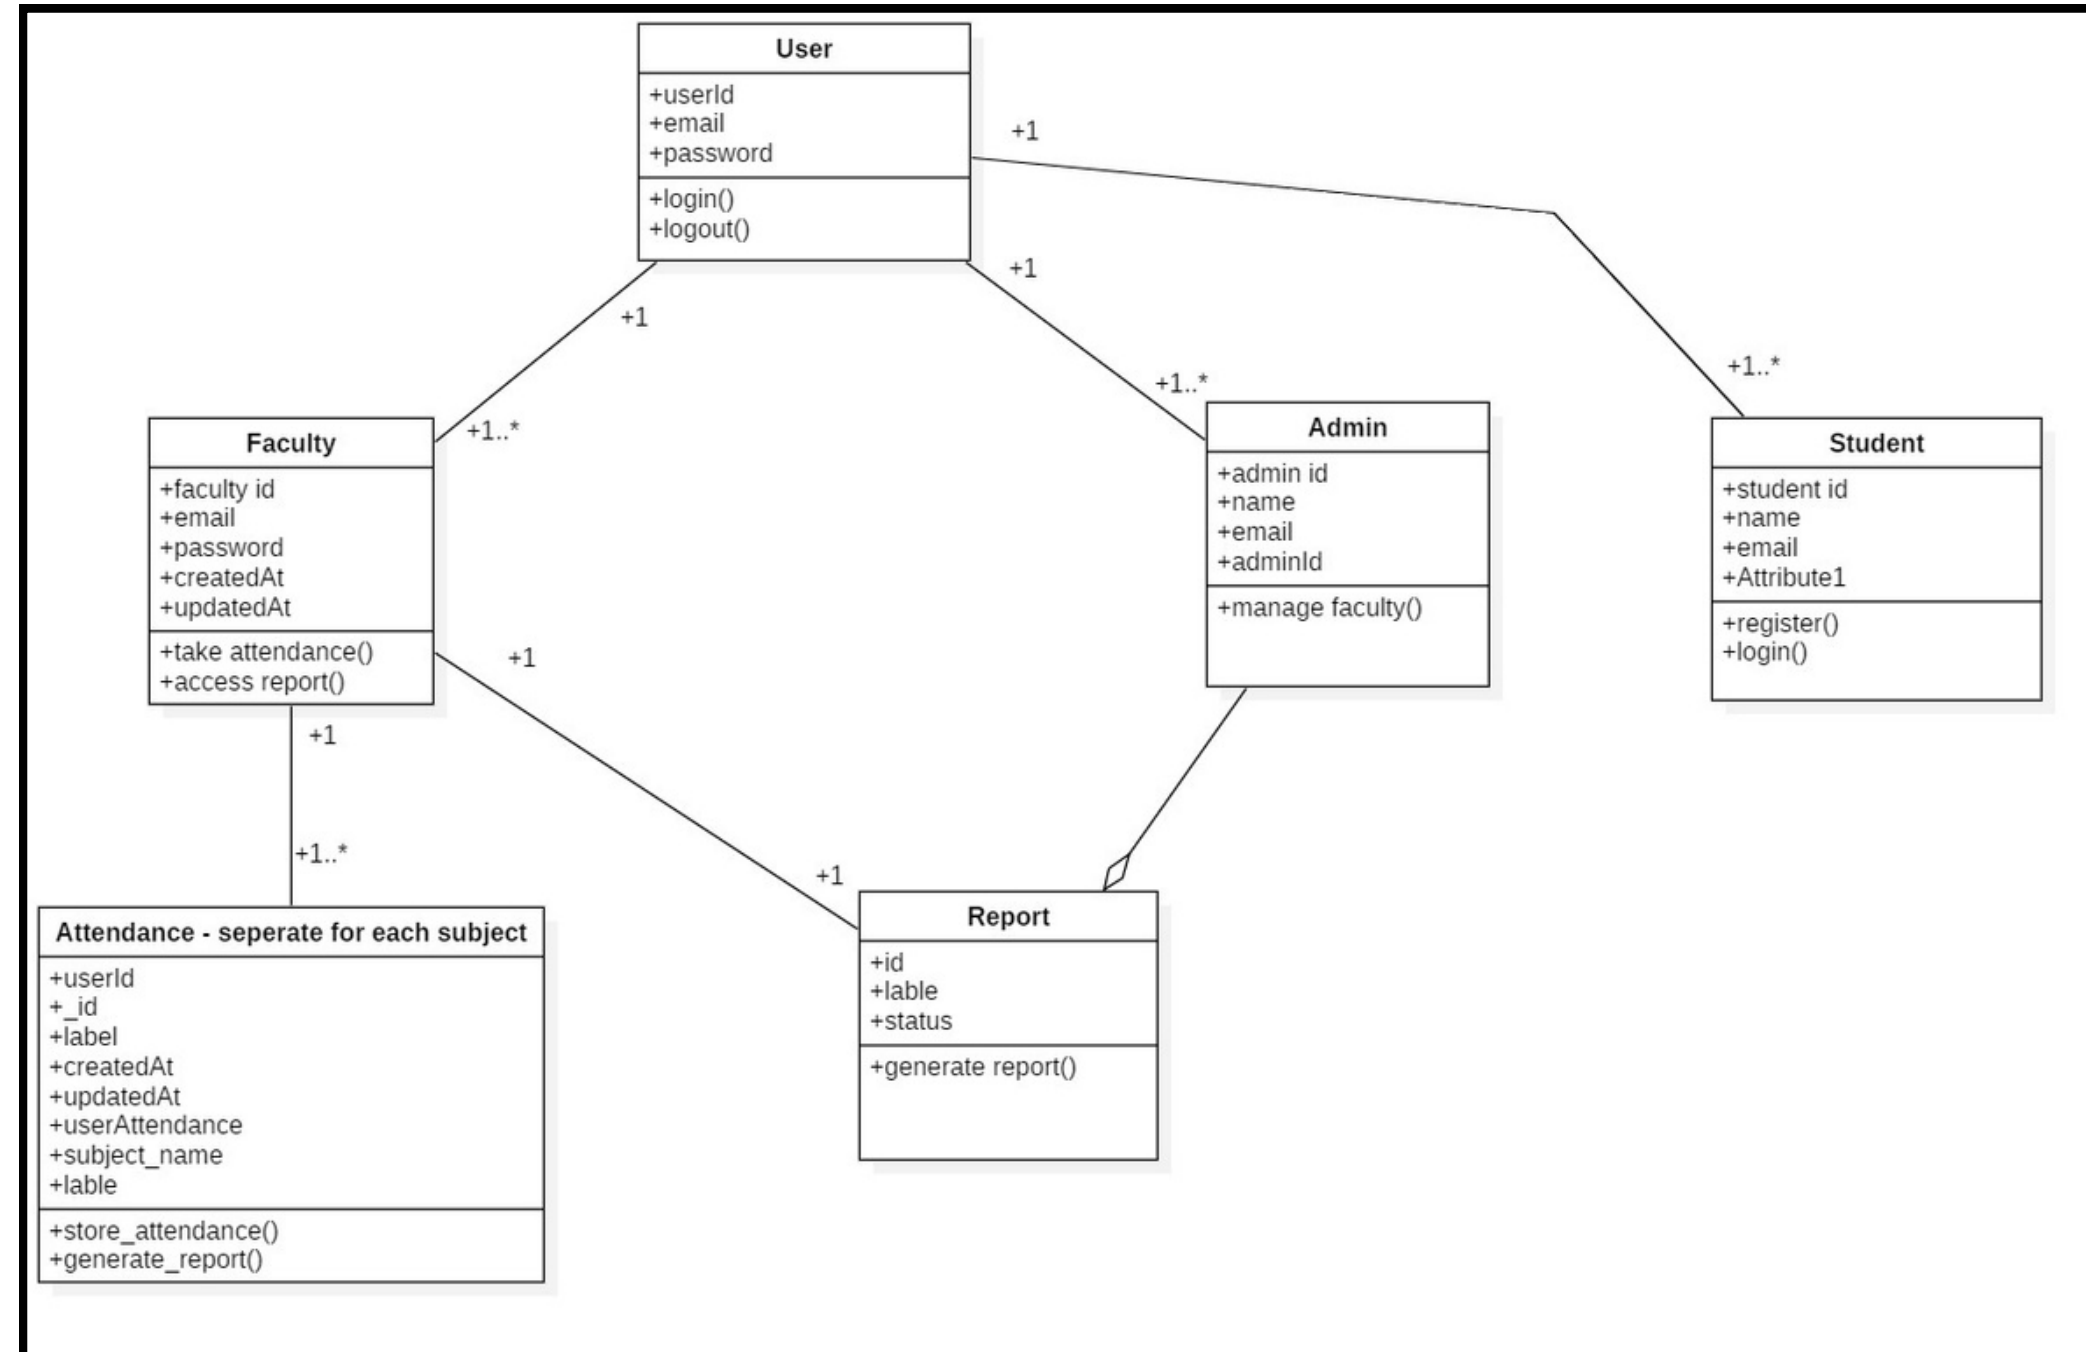 User
+userId
+email
+password
+login()
+logout()
+1
+1
+1
+1..*
+1..*
+1..*
Faculty
+faculty id
+email
+password
+createdAt
+updatedAt
+take attendance()
+access report()
Admin
+admin id
+name
+email
+adminId
+manage faculty()
Student
+student id
+name
+email
+Attribute1
+register()
+login()
+1
+1
+1..*
+1
Attendance - seperate for each subject
+userId
+_id
+label
+createdAt
+updatedAt
+userAttendance
+subject_name
+lable
+store_attendance()
+generate_report()
Report
+id
+lable
+status
+generate report()